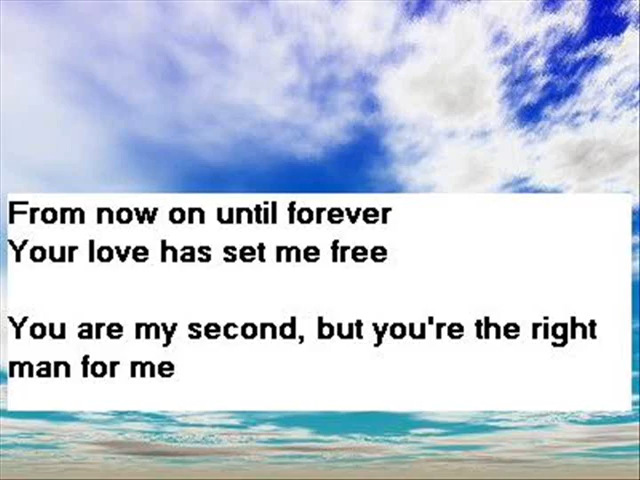 From now on until forever
Your love has set me free
You are my second, but you're the right
man for me